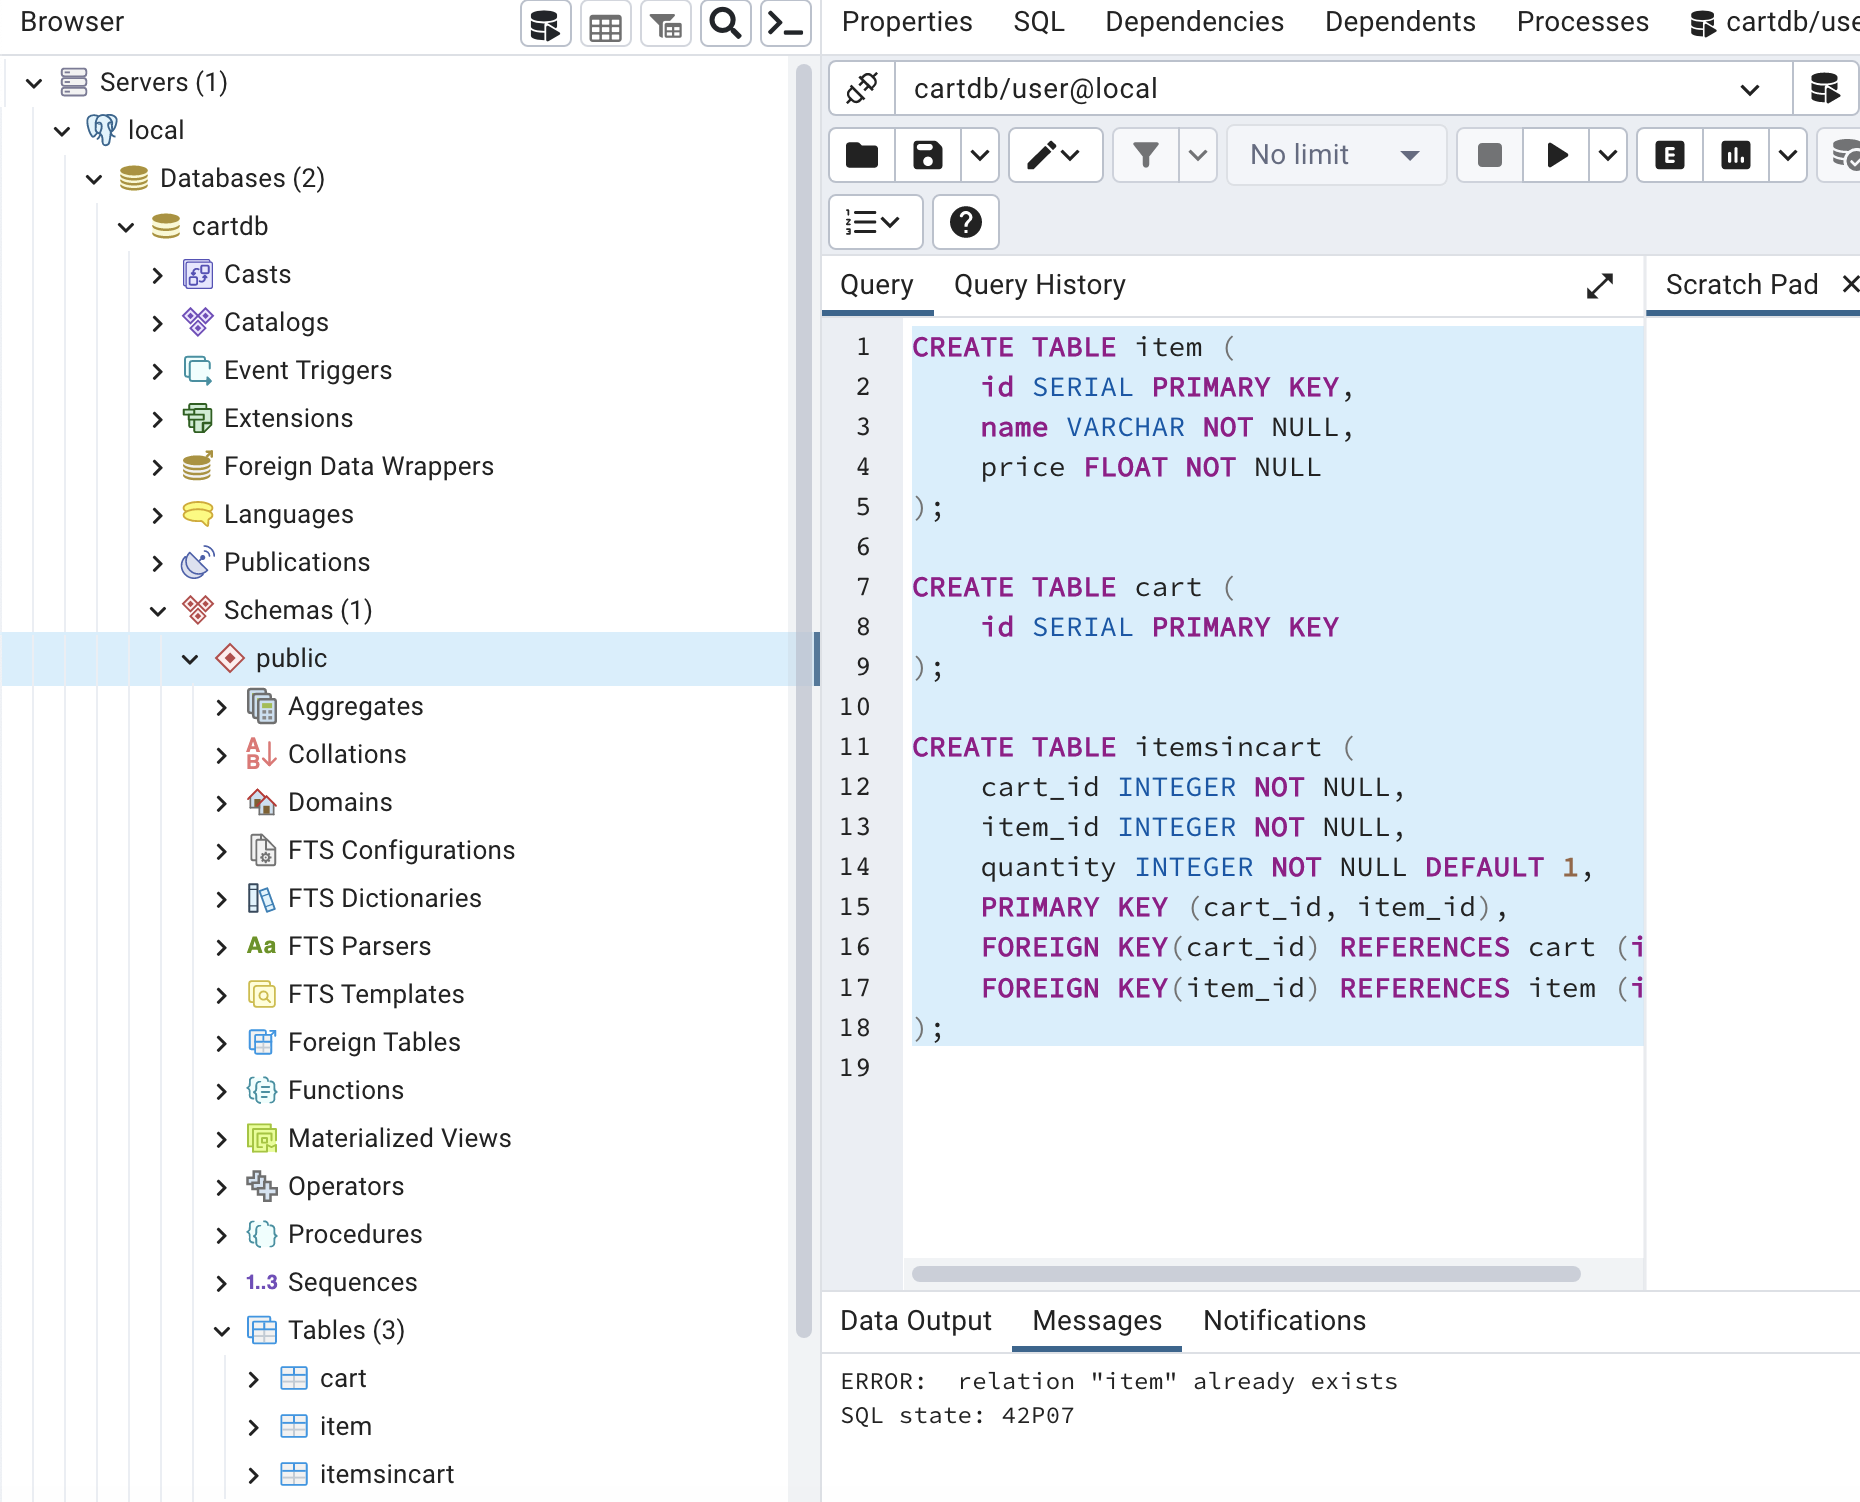 Browser
Servers (1)
local
Databases (2)
cartdb
Casts
Catalogs
Event Triggers
Extensions
Foreign Data Wrappers
Languages
Publications
Schemas (1)
public
Aggregates
Collations
Domains
FTS Configurations
FTS Dictionaries
Aa FTS Parsers
FTS Templates
Foreign Tables
Functions
Materialized Views
Operators
Procedures
1..3 Sequences
Tables (3)
cart
item
itemsincart
Properties SQL Dependencies Dependents Processes cartdb/use
cartdb/user@local
No limit E
Query Query History Scratch Pad
1 CREATE TABLE item (
2 id SERIAL PRIMARY KEY,
3 name VARCHAR NOT NULL,
4 price FLOAT NOT NULL
5 );
6
7 CREATE TABLE cart (
8 id SERIAL PRIMARY KEY
9 );
10
11 CREATE TABLE itemsincart (
12 cart_id INTEGER NOT NULL,
13 item_id INTEGER NOT NULL,
14 quantity INTEGER NOT NULL DEFAULT 1,
15 PRIMARY KEY (cart_id, item_id),
16 FOREIGN KEY(cart_id) REFERENCES cart (i
17 FOREIGN KEY(item_id) REFERENCES item (i
18 );
19
Data Output Messages Notifications
ERROR:  relation "item" already exists
SQL state: 42P07